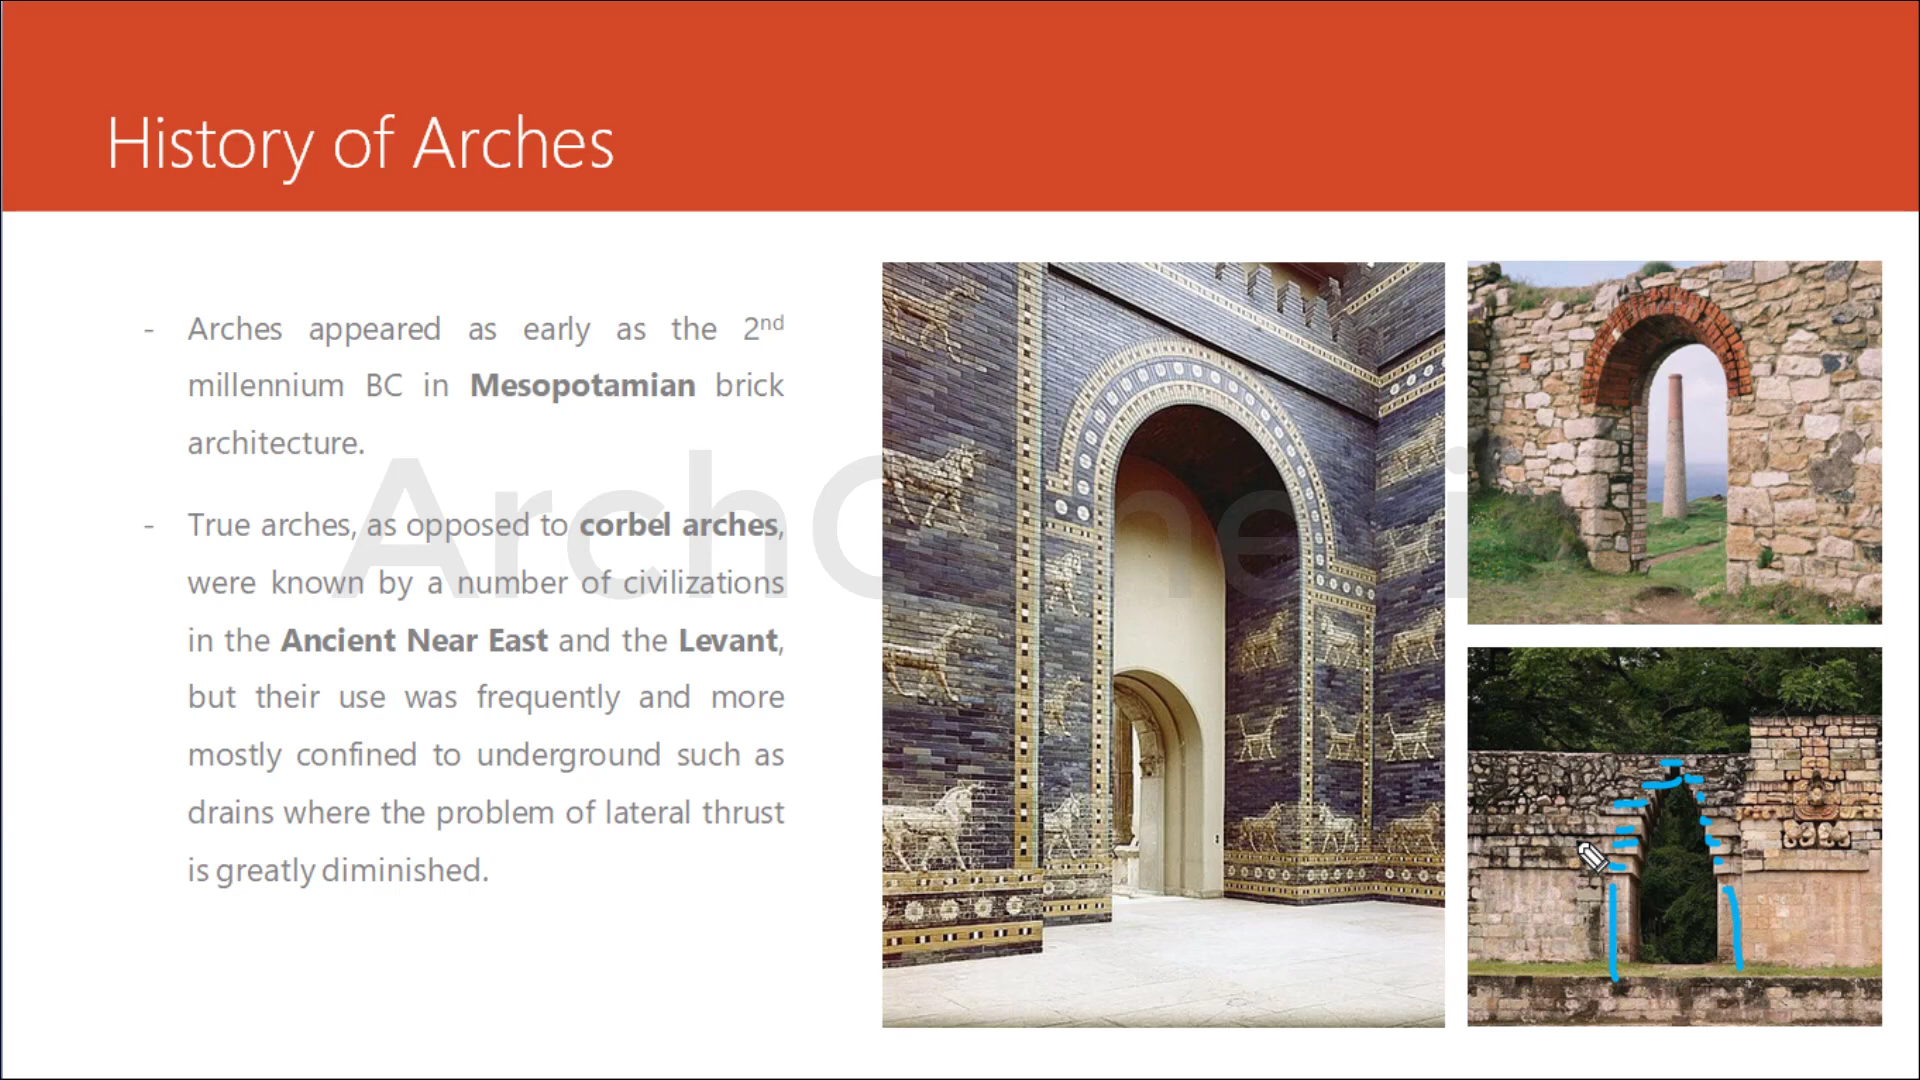 History of Arches
- Arches appeared as early as the 2nd
millennium BC in Mesopotamian brick
architecture.
- True arches, as opposed to corbel arches,
were known by a number of civilizations
in the Ancient Near East and the Levant,
but their use was frequently and more
mostly confined to underground such as
drains where the problem of lateral thrust
is greatly diminished.